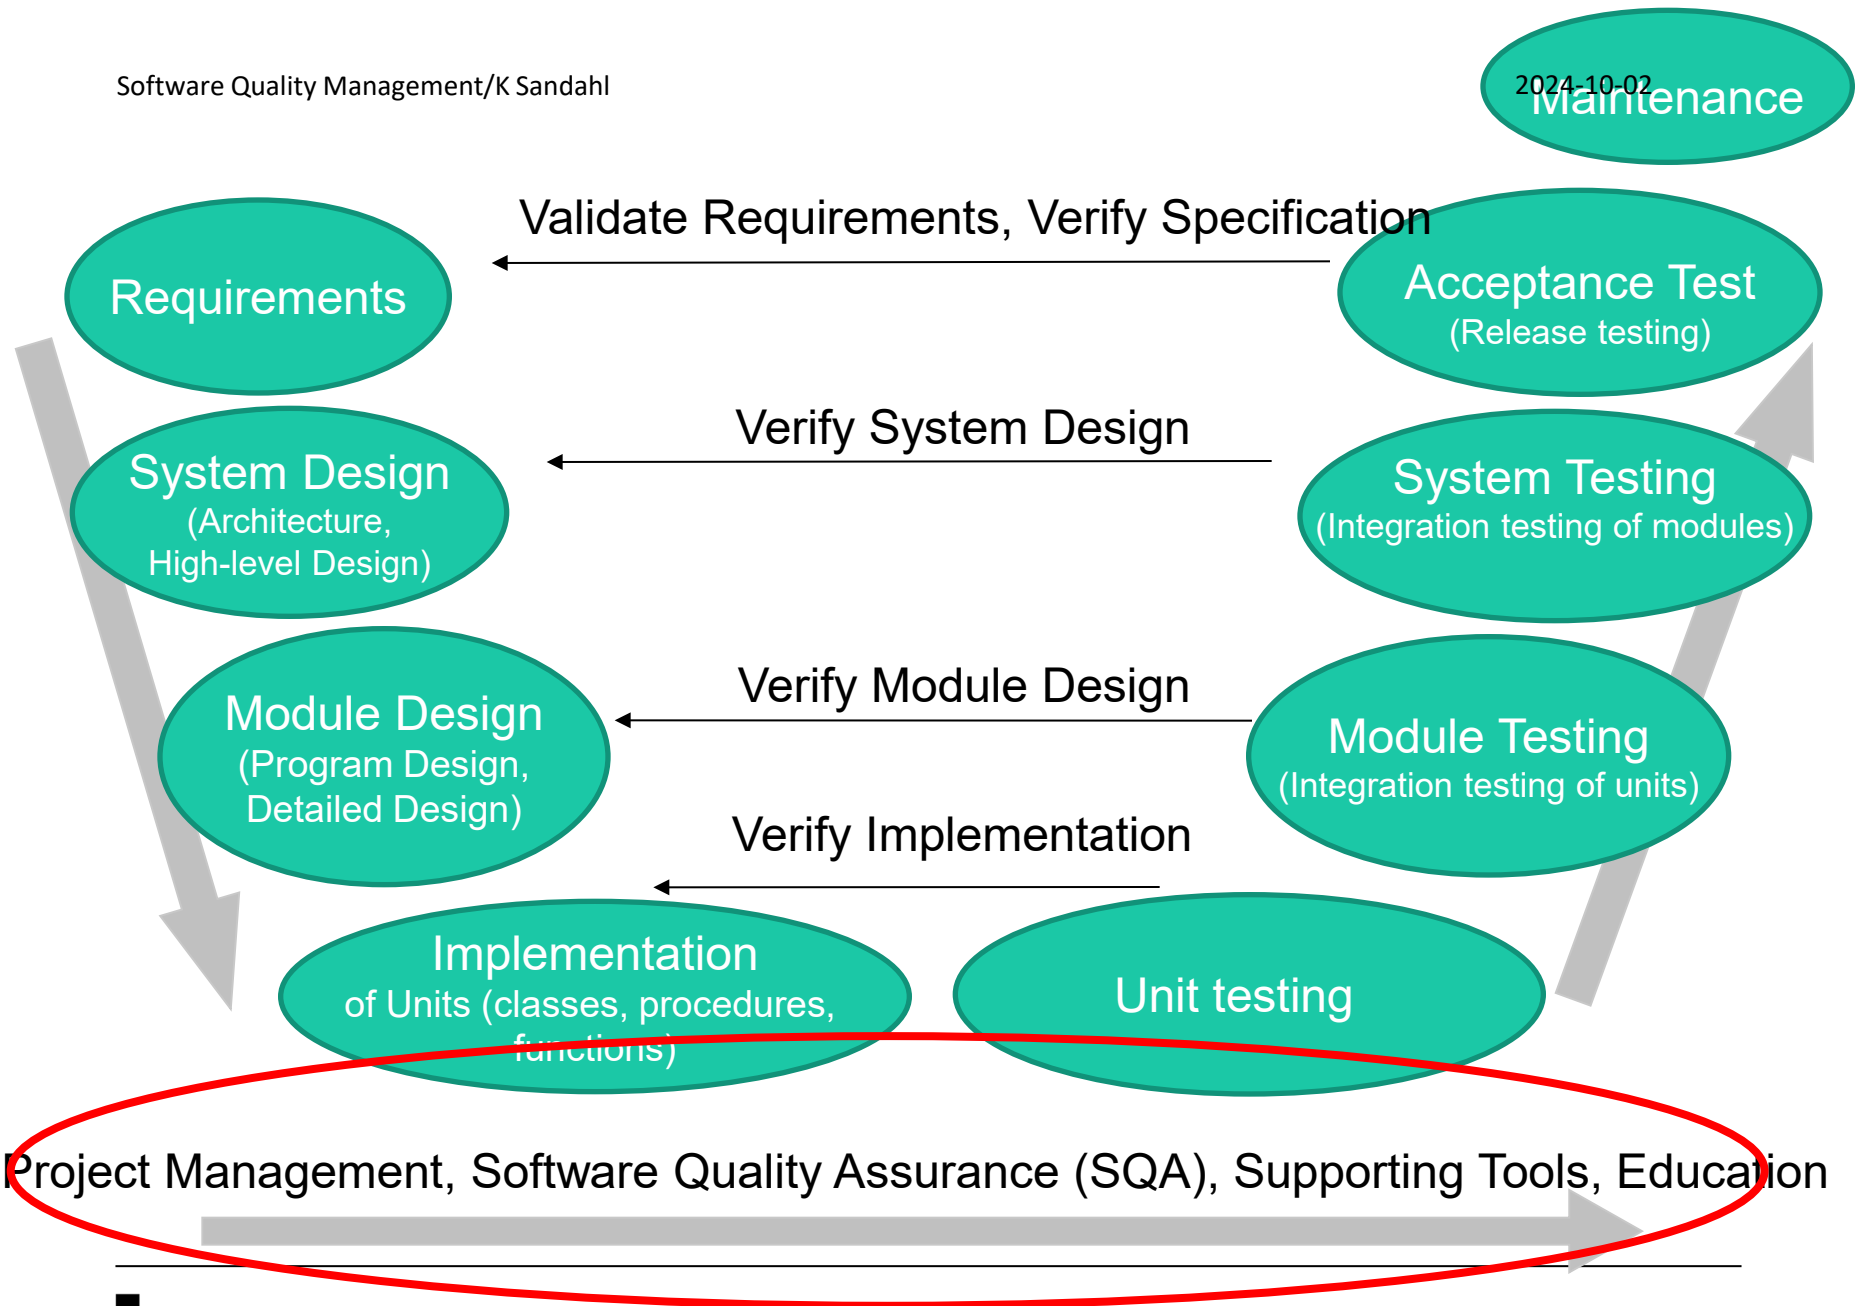 Software Quality Management/K Sandahl
2024-10-02
Maintenance
Validate Requirements, Verify Specification
Requirements
Acceptance Test
(Release testing)
Verify System Design
System Design
(Architecture,
High-level Design)
System Testing
(Integration testing of modules)
Verify Module Design
Module Design
(Program Design,
Detailed Design)
Module Testing
(Integration testing of units)
Verify Implementation
Implementation
of Units (classes, procedures,
functions)
Unit testing
Project Management, Software Quality Assurance (SQA), Supporting Tools, Education